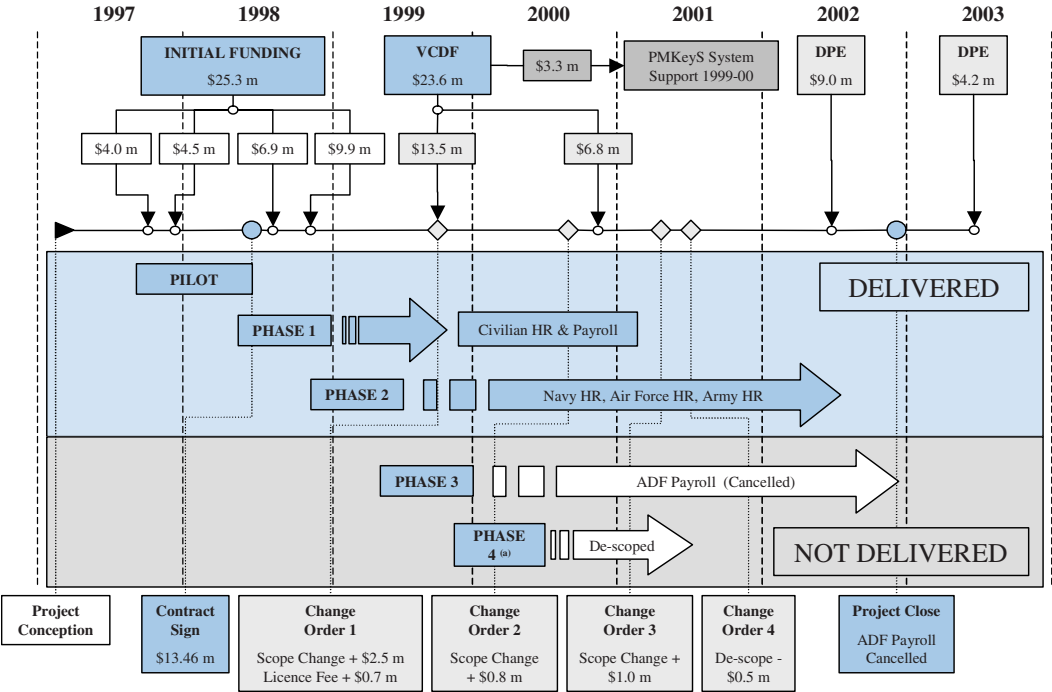 1997 1998 1999 2000 2001 2002 2003
INITIAL FUNDING
$25.3 m
VCDF
$23.6 m
$3.3 m
PMKeyS System
Support 1999-00
DPE
$9.0 m
DPE
$4.2 m
$4.0 m
$4.5 m
$6.9 m
$9.9 m
$13.5 m
$6.8 m
PILOT
DELIVERED
PHASE 1
Civilian HR & Payroll
PHASE 2
Navy HR, Air Force HR, Army HR
PHASE 3
ADF Payroll (Cancelled)
PHASE
4 (a)
De-scoped
NOT DELIVERED
Project
Conception
Contract
Sign
$13.46 m
Change
Order 1
Scope Change + $2.5 m
Licence Fee + $0.7 m
Change
Order 2
Scope Change
+ $0.8 m
Change
Order 3
Scope Change +
$1.0 m
Change
Order 4
De-scope -
$0.5 m
Project Close
ADF Payroll
Cancelled